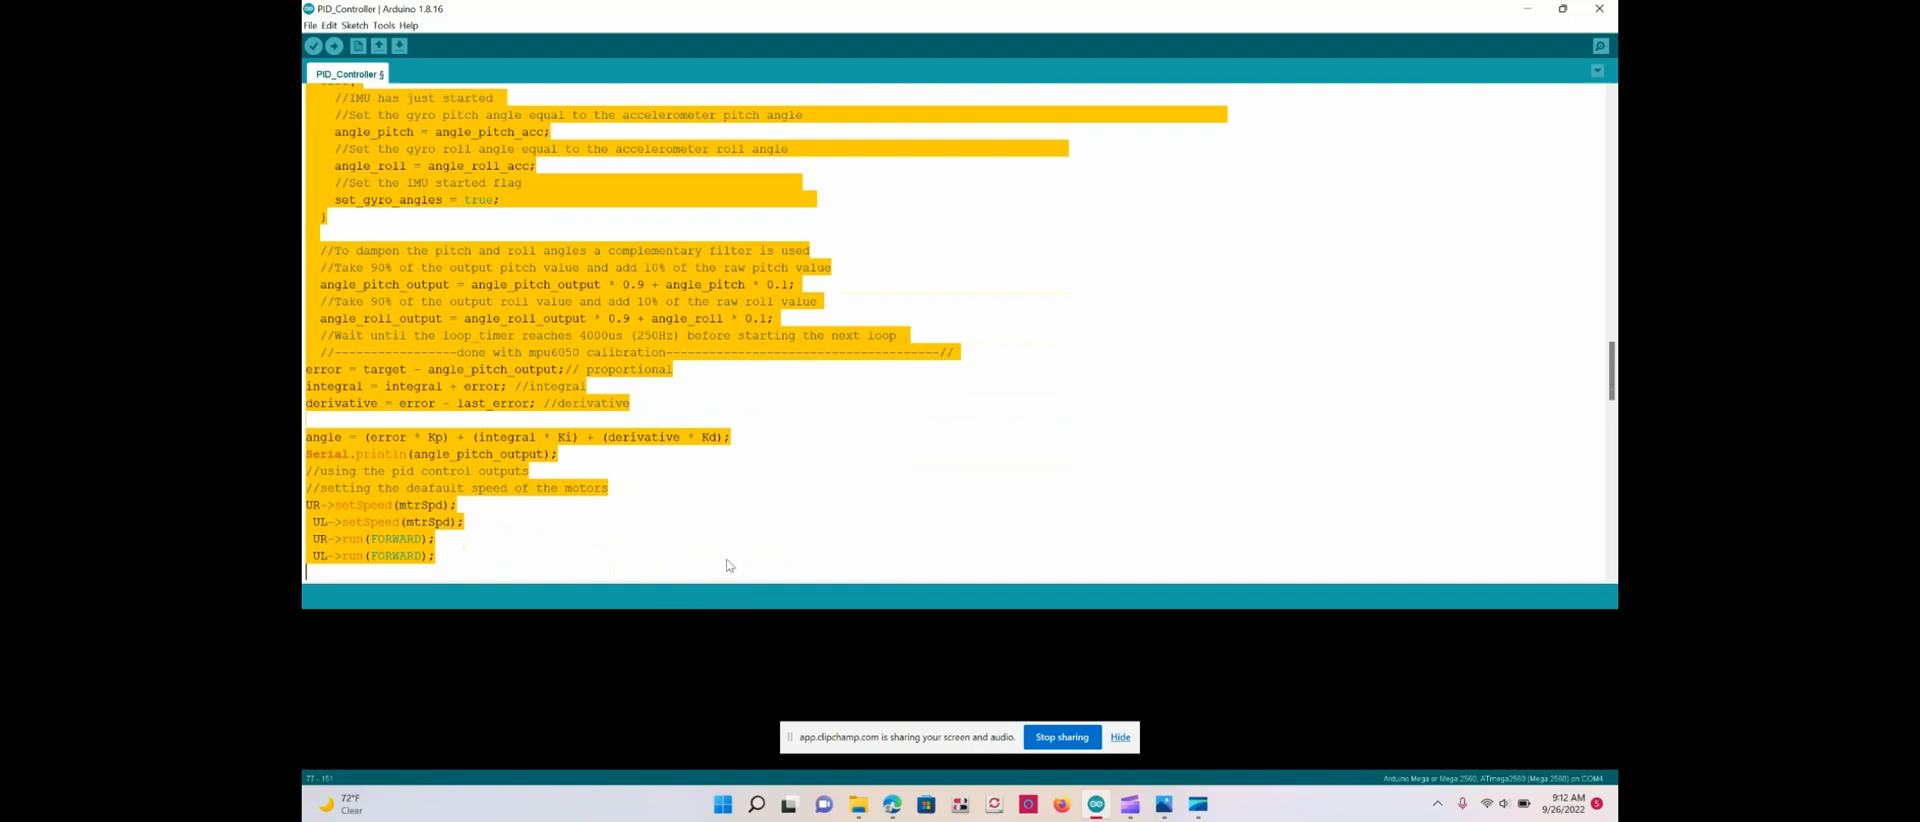 PID_Controller | Arduino 1.8.16
File Edit Sketch Tools Help
PID_Controller §
//IMU has just started
//Set the gyro pitch angle equal to the accelerometer pitch angle
angle_pitch = angle_pitch_acc;
//Set the gyro roll angle equal to the accelerometer roll angle
angle_roll = angle_roll_acc;
//Set the IMU started flag
set_gyro_angles = true;
}
//To dampen the pitch and roll angles a complementary filter is used
//Take 90% of the output pitch value and add 10% of the raw pitch value
angle_pitch_output = angle_pitch_output * 0.9 + angle_pitch * 0.1;
//Take 90% of the output roll value and add 10% of the raw roll value
angle_roll_output = angle_roll_output * 0.9 + angle_roll * 0.1;
//Wait until the loop_timer reaches 4000us (250Hz) before starting the next loop
//-----------------done with mpu6050 calibration--------------------------------------//
error = target - angle_pitch_output;// proportional
integral = integral + error; //integral
derivative = error - last_error; //derivative
angle = (error * Kp) + (integral * Ki) + (derivative * Kd);
Serial.println(angle_pitch_output);
//using the pid control outputs
//setting the deafault speed of the motors
UR->setSpeed(mtrSpd);
UL->setSpeed(mtrSpd);
UR->run(FORWARD);
UL->run(FORWARD);
app.clipchamp.com is sharing your screen and audio. Stop sharing Hide
77 - 151 Arduino Mega or Mega 2560, ATmega2560 (Mega 2560) on COM4
72°F
Clear
9:12 AM
9/26/2022 5